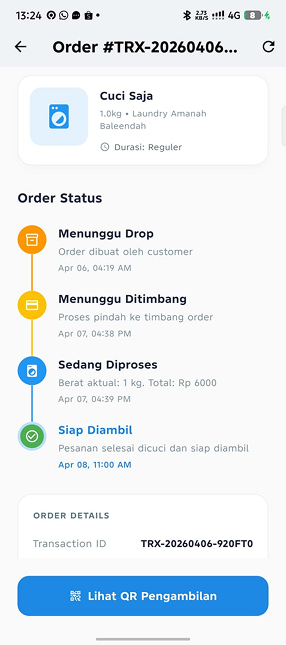 13:24
2.73 KB/S
4G
8
Order #TRX-20260406...
Cuci Saja
1.0kg • Laundry Amanah
Baleendah
Durasi: Reguler
Order Status
Menunggu Drop
Order dibuat oleh customer
Apr 06, 04:19 AM
Menunggu Ditimbang
Proses pindah ke timbang order
Apr 07, 04:38 PM
Sedang Diproses
Berat aktual: 1 kg. Total: Rp 6000
Apr 07, 04:39 PM
Siap Diambil
Pesanan selesai dicuci dan siap diambil
Apr 08, 11:00 AM
ORDER DETAILS
Transaction ID TRX-20260406-920FT0
Lihat QR Pengambilan